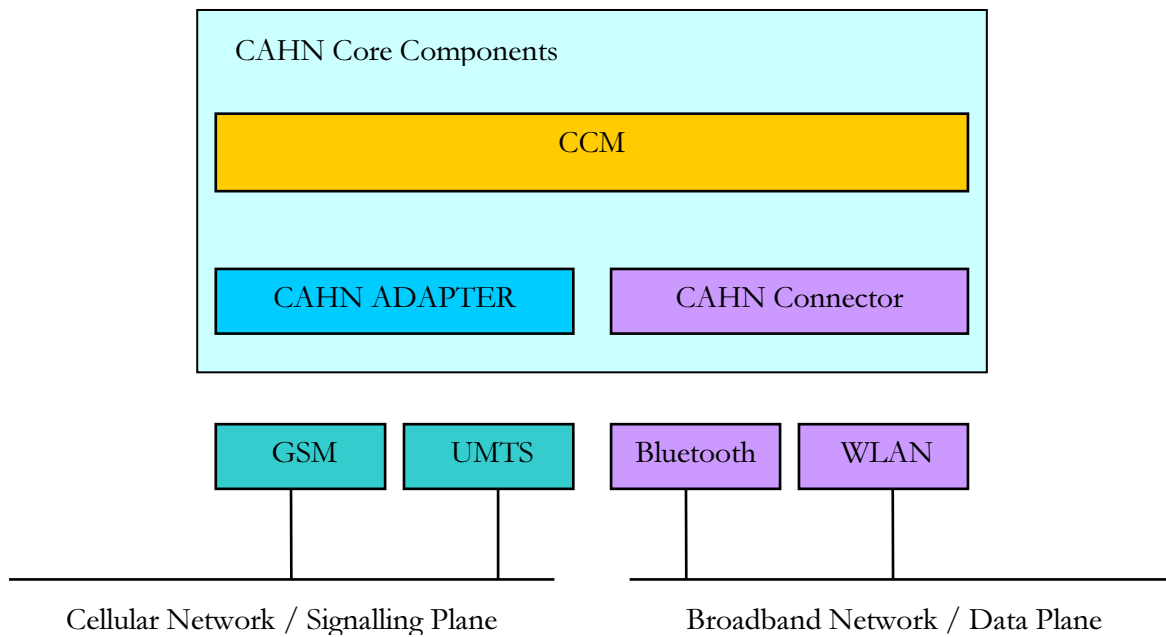 CAHN Core Components
CCM
CAHN ADAPTER
CAHN Connector
GSM
UMTS
Bluetooth
WLAN
Cellular Network / Signalling Plane
Broadband Network / Data Plane